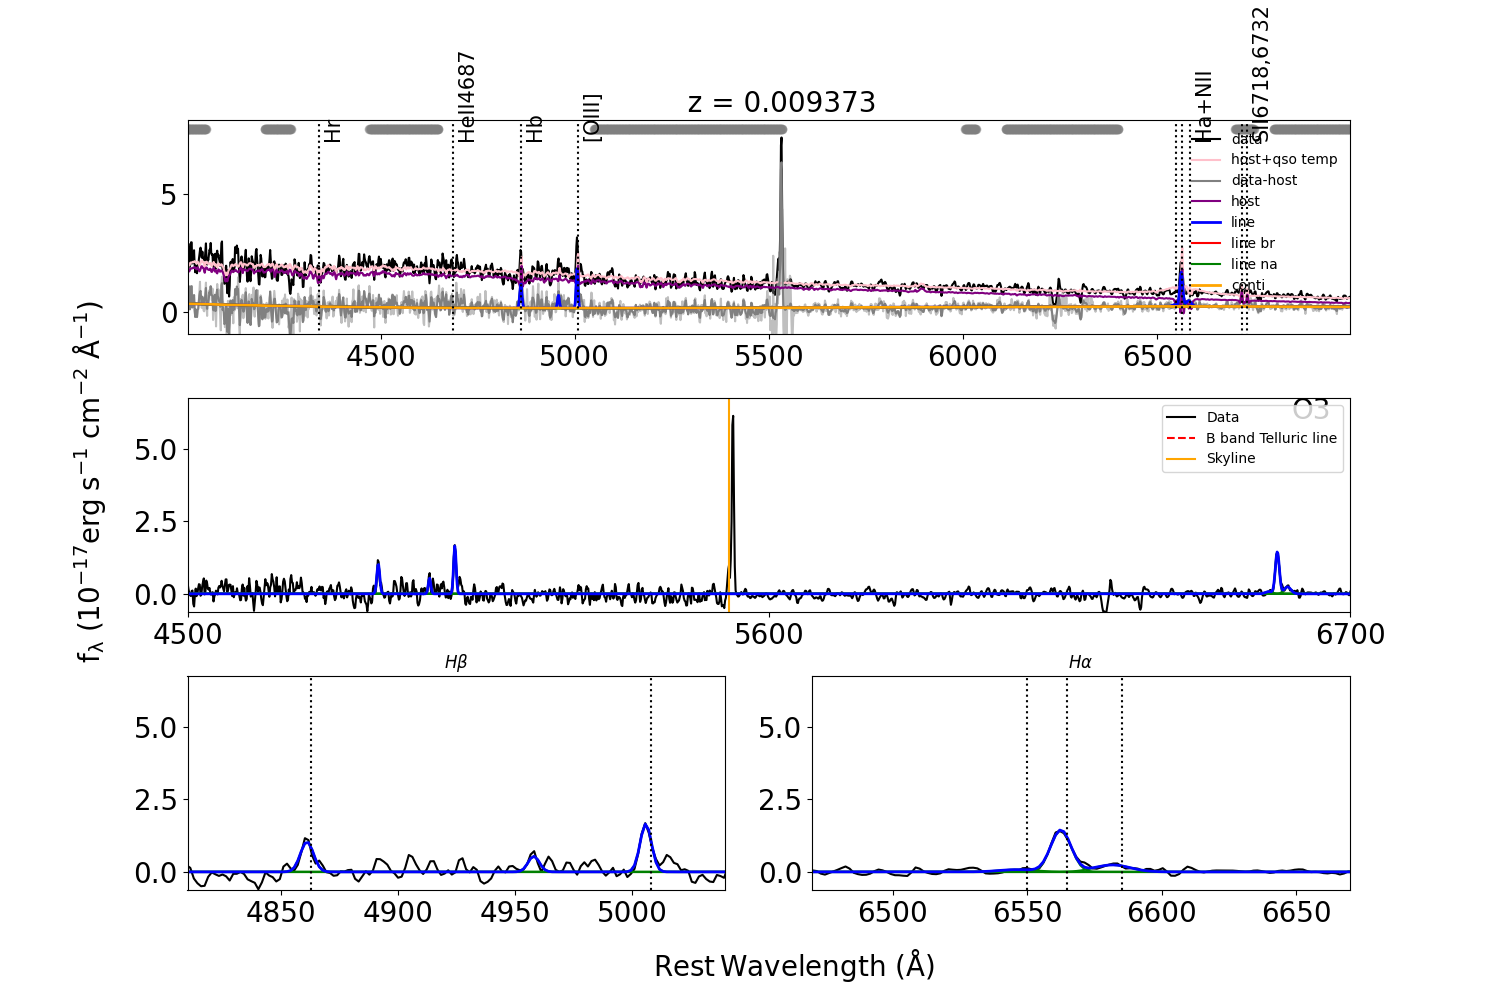 z = 0.009373
Hr
HeII4687
Hb
[OIII]
Ha+NII
SII6718,6732
data
host+qso temp
data-host
host
line
line br
line na
conti
5
0
4500
5000
5500
6000
6500
fλ (10⁻¹⁷erg s⁻¹ cm⁻² Å⁻¹)
O3
Data
B band Telluric line
Skyline
5.0
2.5
0.0
4500
5600
6700
Hβ
5.0
2.5
0.0
4850
4900
4950
5000
Hα
5.0
2.5
0.0
6500
6550
6600
6650
Rest Wavelength (Å)